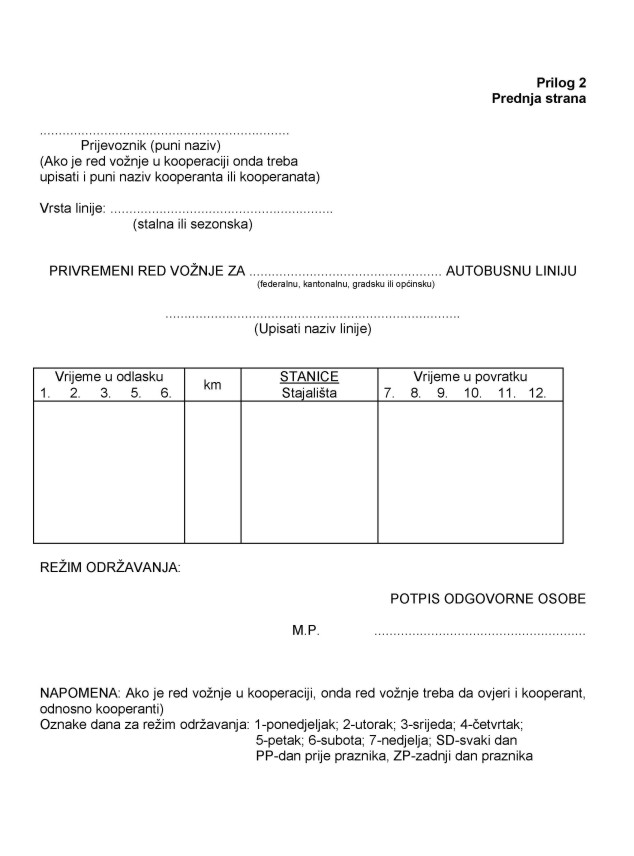 Prilog 2
Prednja strana
..................................................................
Prijevoznik (puni naziv)
(Ako je red vožnje u kooperaciji onda treba
upisati i puni naziv kooperanta ili kooperanata)
Vrsta linije: ...........................................................
(stalna ili sezonska)
PRIVREMENI RED VOŽNJE ZA ................................................... AUTOBUSNU LINIJU
(federalnu, kantonalnu, gradsku ili općinsku)
..............................................................................
(Upisati naziv linije)
Vrijeme u odlasku km STANICE Vrijeme u povratku
1. 2. 3. 5. 6. Stajališta 7. 8. 9. 10. 11. 12.
REŽIM ODRŽAVANJA:
POTPIS ODGOVORNE OSOBE
M.P. ........................................................
NAPOMENA: Ako je red vožnje u kooperaciji, onda red vožnje treba da ovjeri i kooperant,
odnosno kooperanti)
Oznake dana za režim održavanja: 1-ponedjeljak; 2-utorak; 3-srijeda; 4-četvrtak;
5-petak; 6-subota; 7-nedjelja; SD-svaki dan
PP-dan prije praznika, ZP-zadnji dan praznika